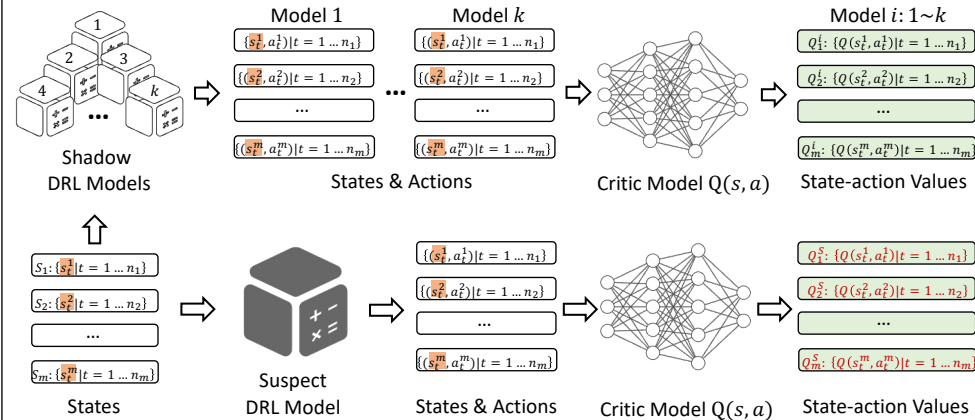 Model 1
Model k
Model i: 1~k
1
2
3
4
k
...
{(s_t^1, a_t^1)|t = 1 ... n_1}
{(s_t^2, a_t^2)|t = 1 ... n_2}
...
{(s_t^m, a_t^m)|t = 1 ... n_m}
...
{(s_t^1, a_t^1)|t = 1 ... n_1}
{(s_t^2, a_t^2)|t = 1 ... n_2}
...
{(s_t^m, a_t^m)|t = 1 ... n_m}
Q_1^i: {Q(s_t^1, a_t^1)|t = 1 ... n_1}
Q_2^i: {Q(s_t^2, a_t^2)|t = 1 ... n_2}
...
Q_m^i: {Q(s_t^m, a_t^m)|t = 1 ... n_m}
Shadow
DRL Models
States & Actions
Critic Model Q(s, a)
State-action Values
S_1: {s_t^1|t = 1 ... n_1}
S_2: {s_t^2|t = 1 ... n_2}
...
S_m: {s_t^m|t = 1 ... n_m}
+ −
× =
{(s_t^1, a_t^1)|t = 1 ... n_1}
{(s_t^2, a_t^2)|t = 1 ... n_2}
...
{(s_t^m, a_t^m)|t = 1 ... n_m}
Q_1^S: {Q(s_t^1, a_t^1)|t = 1 ... n_1}
Q_2^S: {Q(s_t^2, a_t^2)|t = 1 ... n_2}
...
Q_m^S: {Q(s_t^m, a_t^m)|t = 1 ... n_m}
States
Suspect
DRL Model
States & Actions
Critic Model Q(s, a)
State-action Values